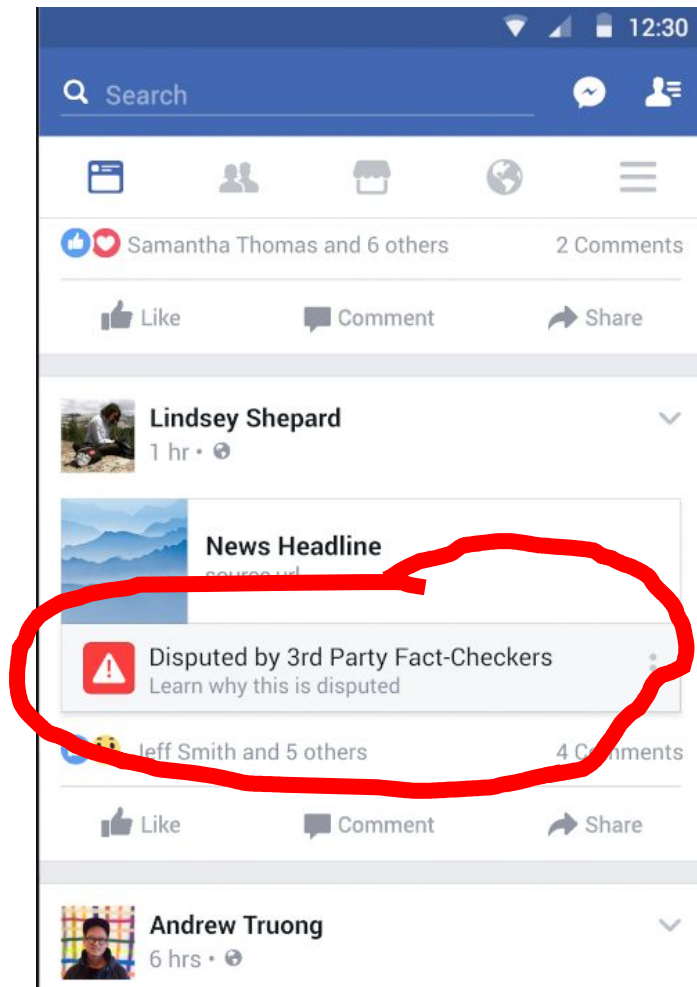 12:30
Search
Samantha Thomas and 6 others 2 Comments
Like Comment Share
Lindsey Shepard
1 hr •
News Headline
source url
Disputed by 3rd Party Fact-Checkers
Learn why this is disputed
Jeff Smith and 5 others 4 Comments
Like Comment Share
Andrew Truong
6 hrs •